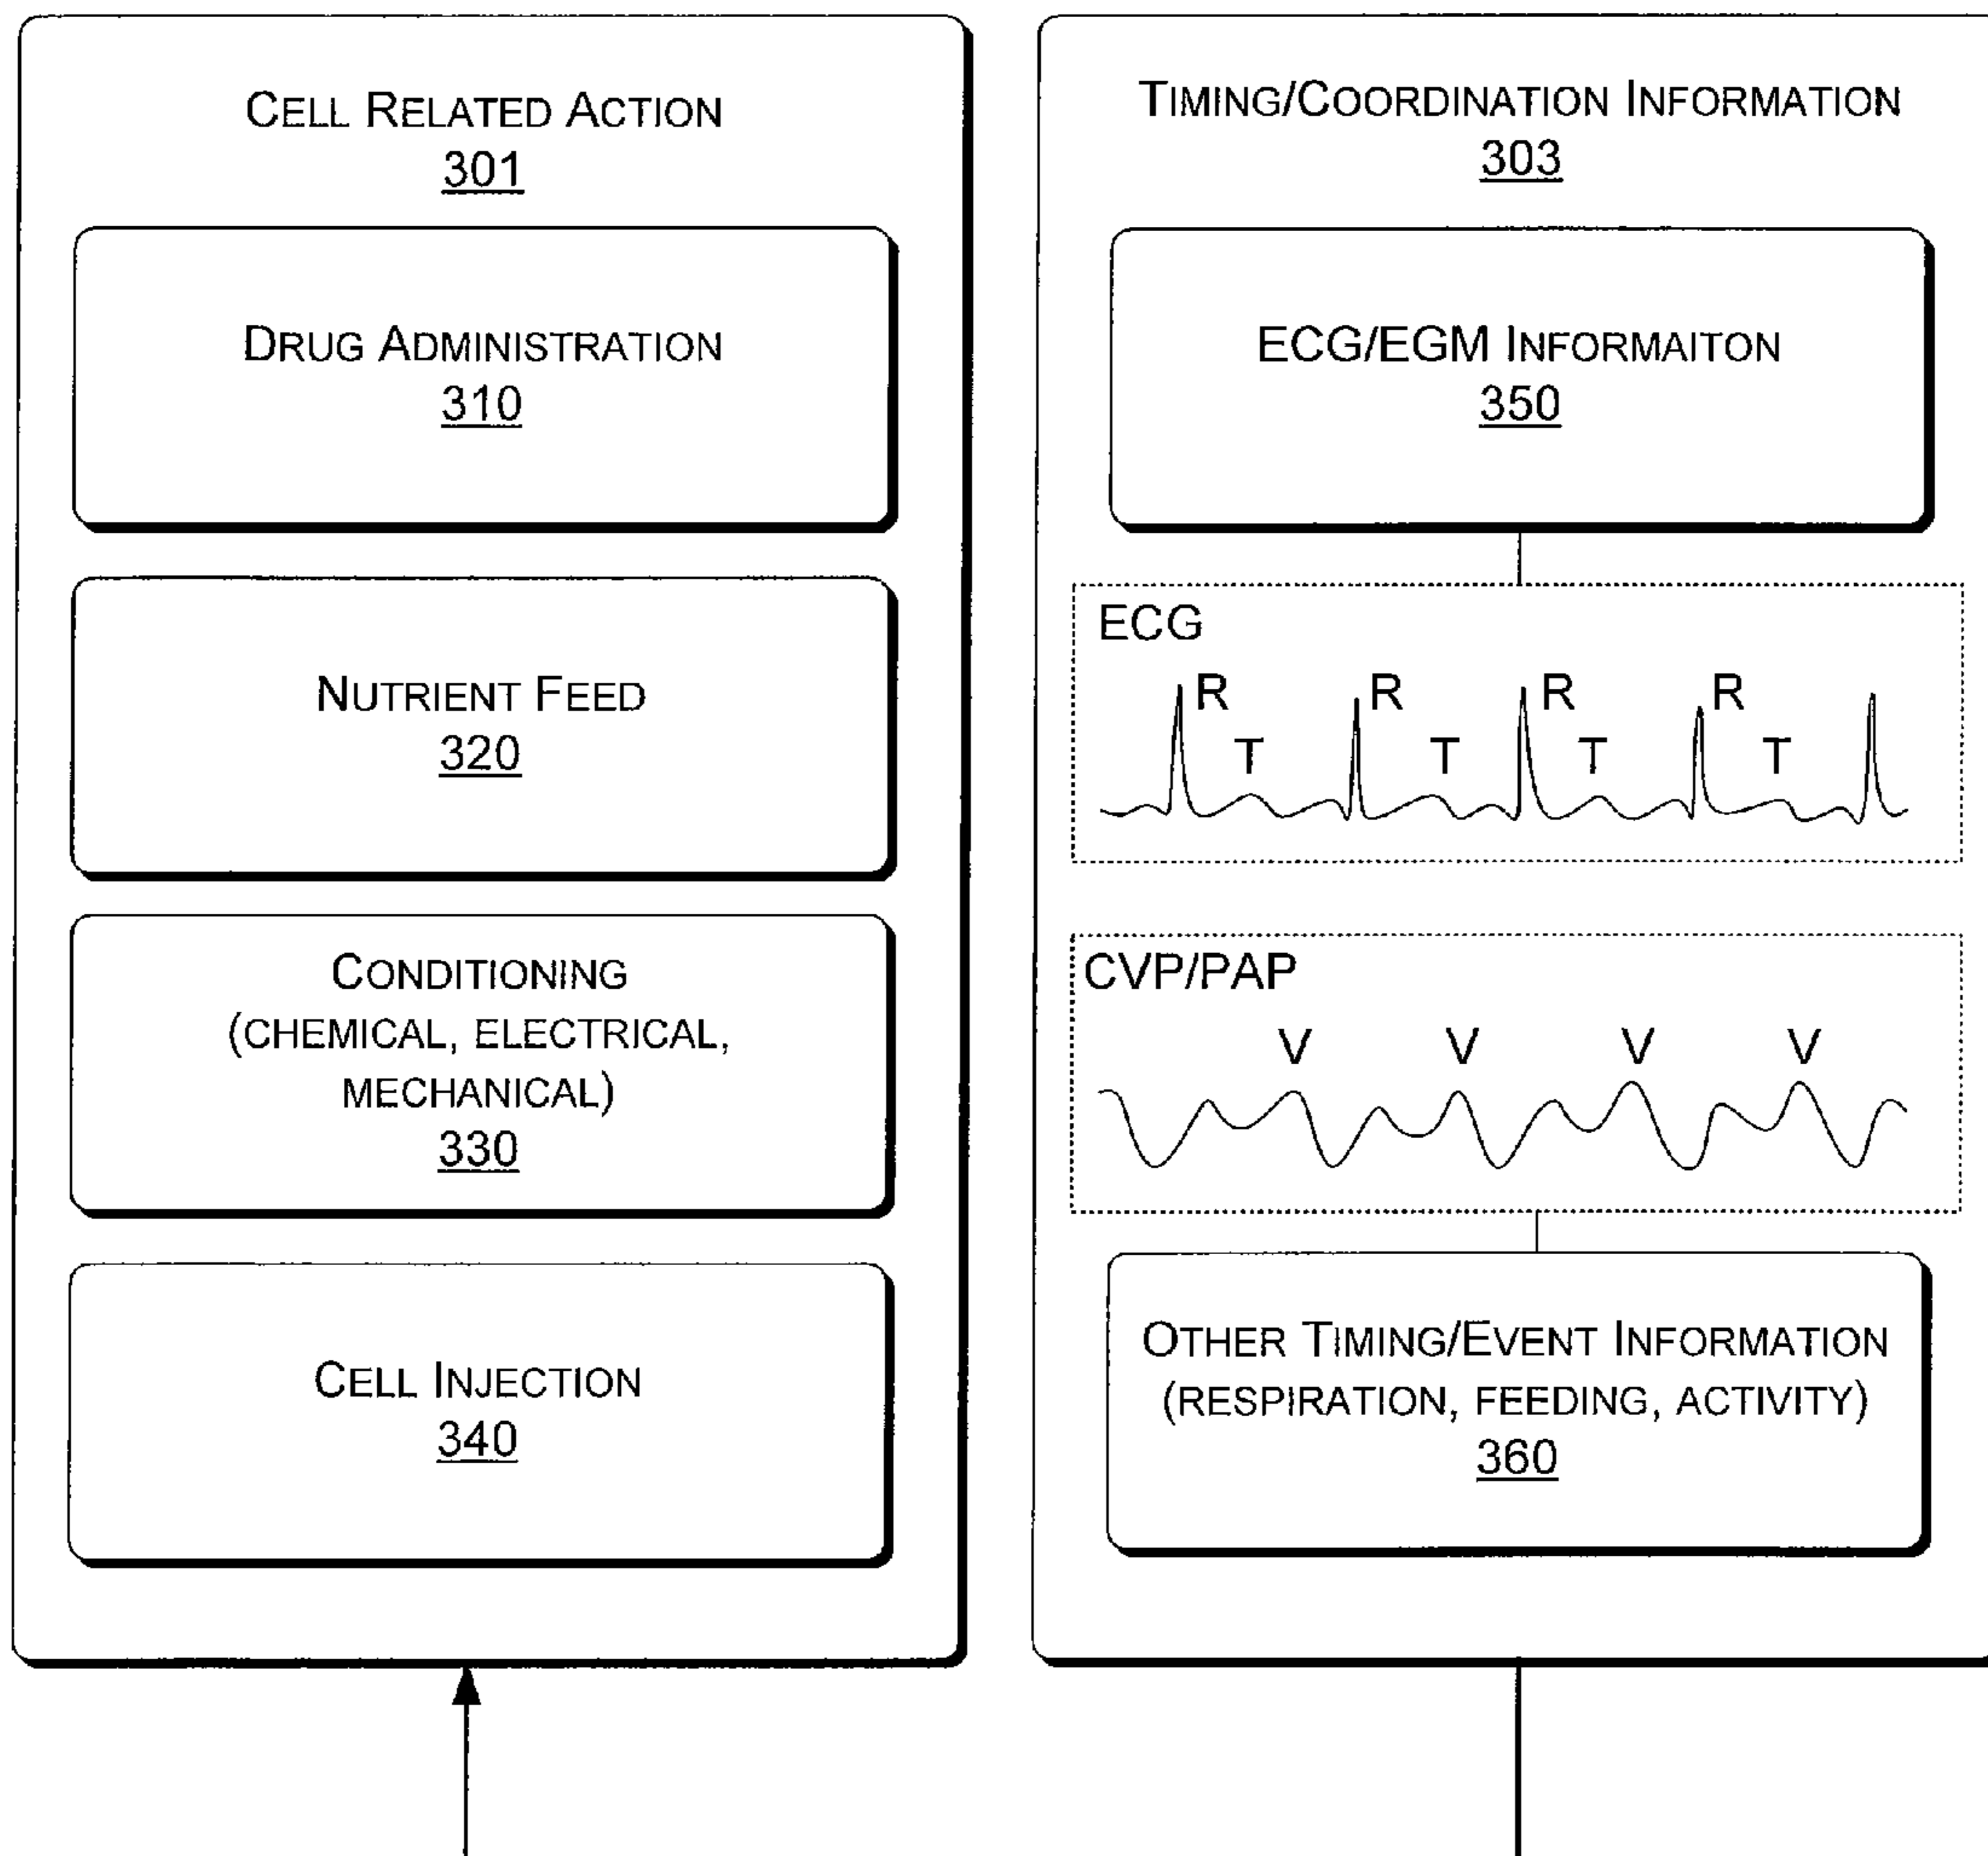 CELL RELATED ACTION
301
DRUG ADMINISTRATION
310
NUTRIENT FEED
320
CONDITIONING
(CHEMICAL, ELECTRICAL,
MECHANICAL)
330
CELL INJECTION
340
TIMING/COORDINATION INFORMATION
303
ECG/EGM INFORMAITON
350
ECG
R R R R
T T T T
CVP/PAP
V V V V
OTHER TIMING/EVENT INFORMATION
(RESPIRATION, FEEDING, ACTIVITY)
360